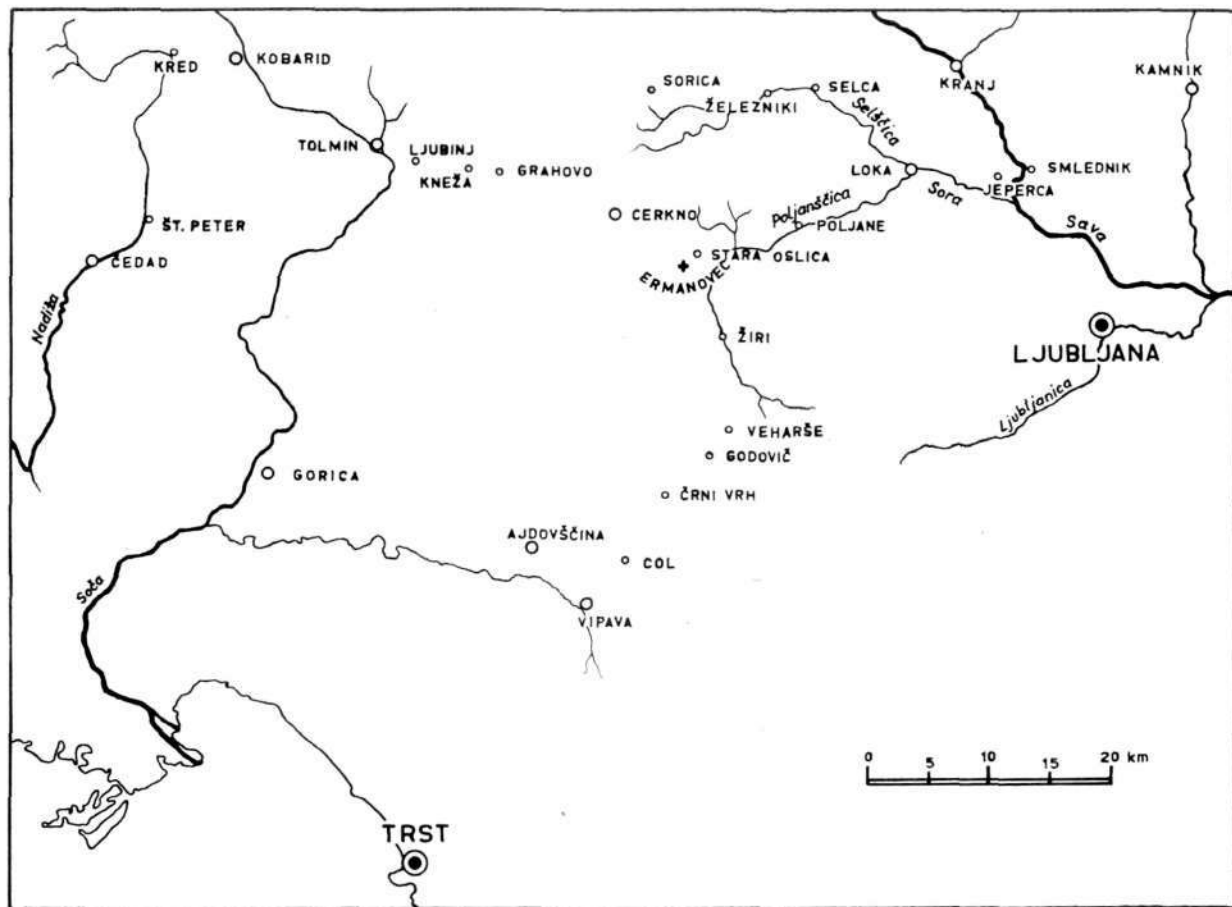 KRED
KOBARID
TOLMIN
LJUBINJ
KNEŽA
GRAHOVO
ŠT. PETER
ČEDAD
Nadiža
SORICA
ŽELEZNIKI
SELCA
Selščica
KRANJ
KAMNIK
LOKA
Sora
JEPERCA
SMLEDNIK
Sava
CERKNO
Poljanščica
POLJANE
STARA OSLICA
ERMANOVEC
ŽIRI
LJUBLJANA
Ljubljanica
VEHARŠE
GODOVIČ
ČRNI VRH
GORICA
AJDOVŠČINA
COL
VIPAVA
Soča
TRST
0 5 10 15 20 km